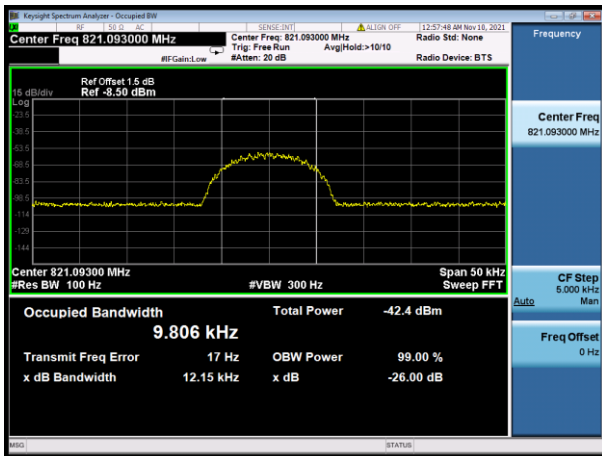 Keysight Spectrum Analyzer - Occupied BW
RF 50 Ω AC SENSE:INT ALIGN OFF 12:57:48 AM Nov 10, 2021
Center Freq 821.093000 MHz Center Freq: 821.093000 MHz Radio Std: None Frequency
Trig: Free Run Avg|Hold:>10/10
#IFGain:Low #Atten: 20 dB Radio Device: BTS
Ref Offset 1.5 dB
15 dB/div Ref -8.50 dBm
Log
-23.5
-38.5
-53.5
-68.5
-83.5
-98.5
-114
-129
-144
Center Freq
821.093000 MHz
Center 821.09300 MHz Span 50 kHz
#Res BW 100 Hz #VBW 300 Hz Sweep FFT
CF Step
5.000 kHz
Auto Man
Occupied Bandwidth Total Power -42.4 dBm
9.806 kHz
Transmit Freq Error 17 Hz OBW Power 99.00 %
x dB Bandwidth 12.15 kHz x dB -26.00 dB
Freq Offset
0 Hz
MSG STATUS